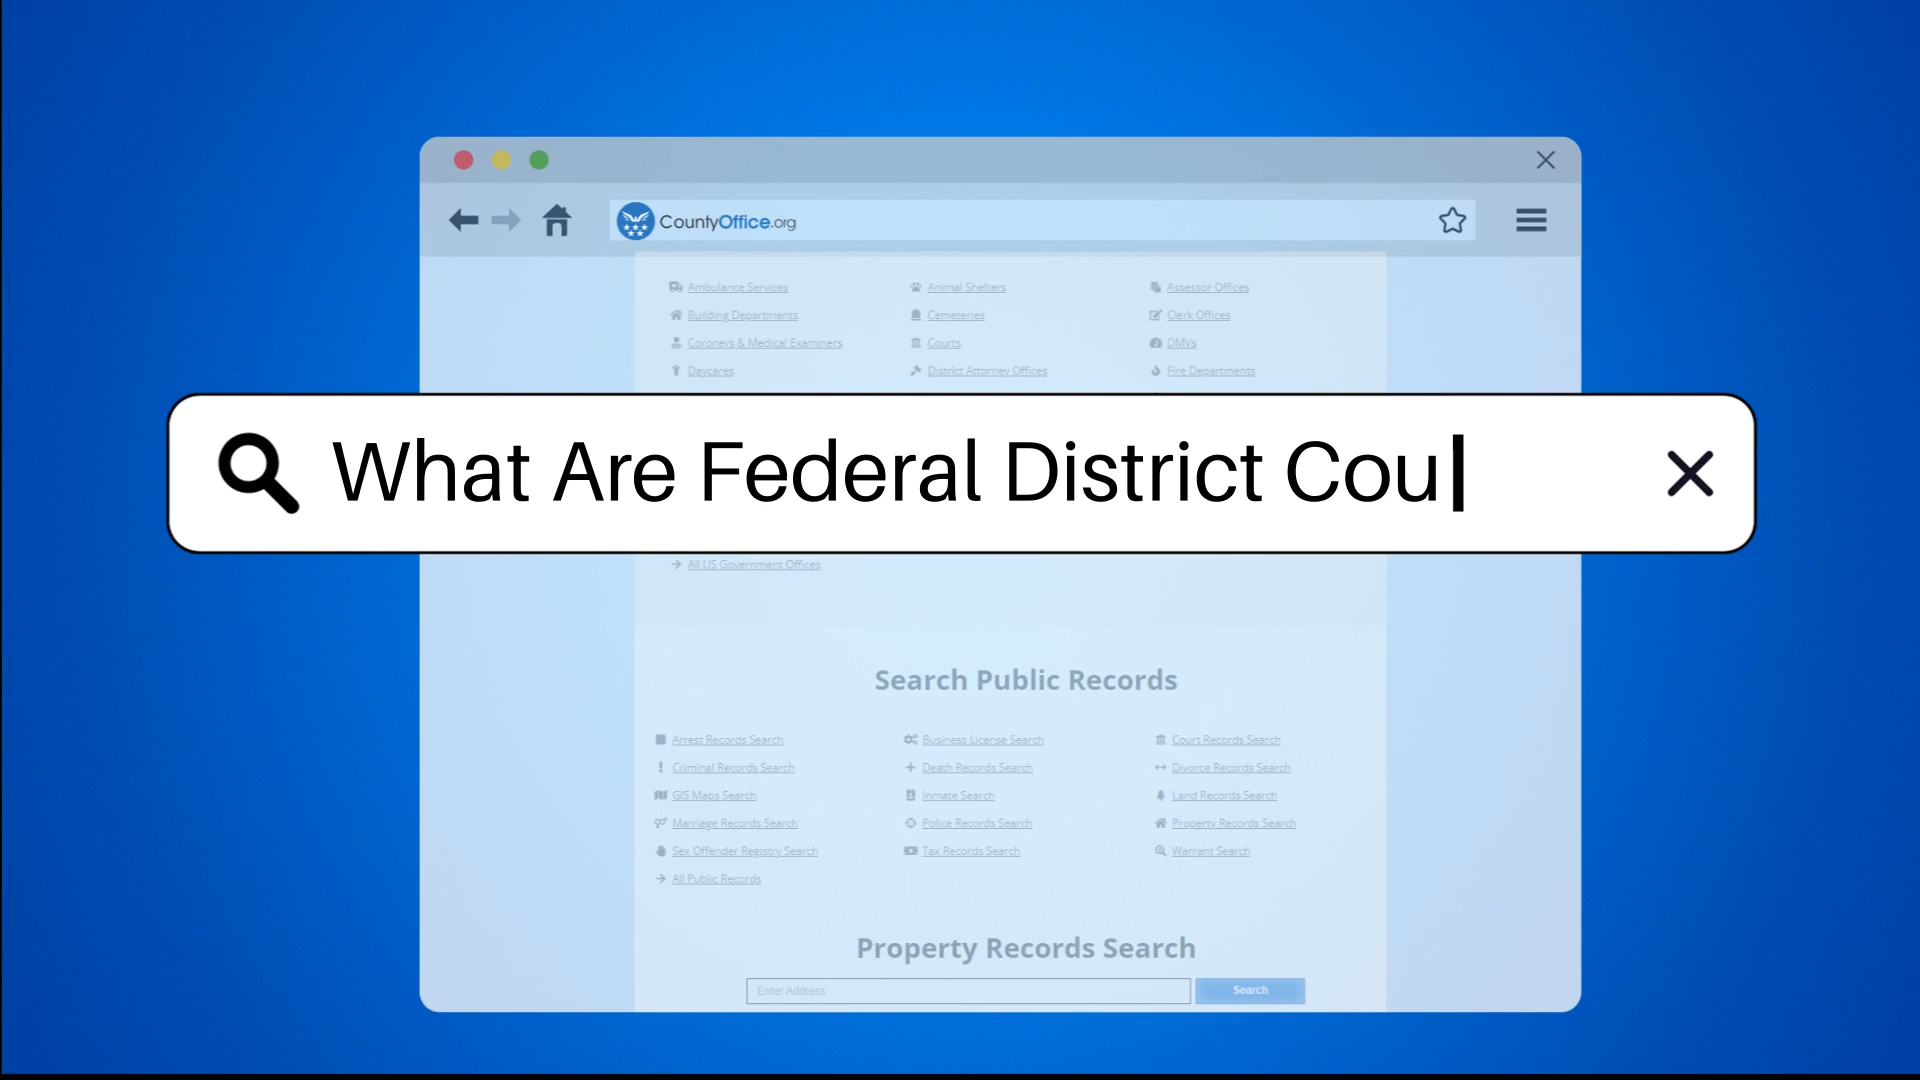 CountyOffice.org
Ambulance Services Animal Shelters Assessor Offices
Building Departments Cemeteries Clerk Offices
Coroners & Medical Examiners Courts DMVs
Daycares District Attorney Offices Fire Departments
What Are Federal District Cou
All US Government Offices
Search Public Records
Arrest Records Search Business License Search Court Records Search
Criminal Records Search Death Records Search Divorce Records Search
GIS Maps Search Inmate Search Land Records Search
Marriage Records Search Police Records Search Property Records Search
Sex Offender Registry Search Tax Records Search Warrant Search
All Public Records
Property Records Search
Enter Address Search